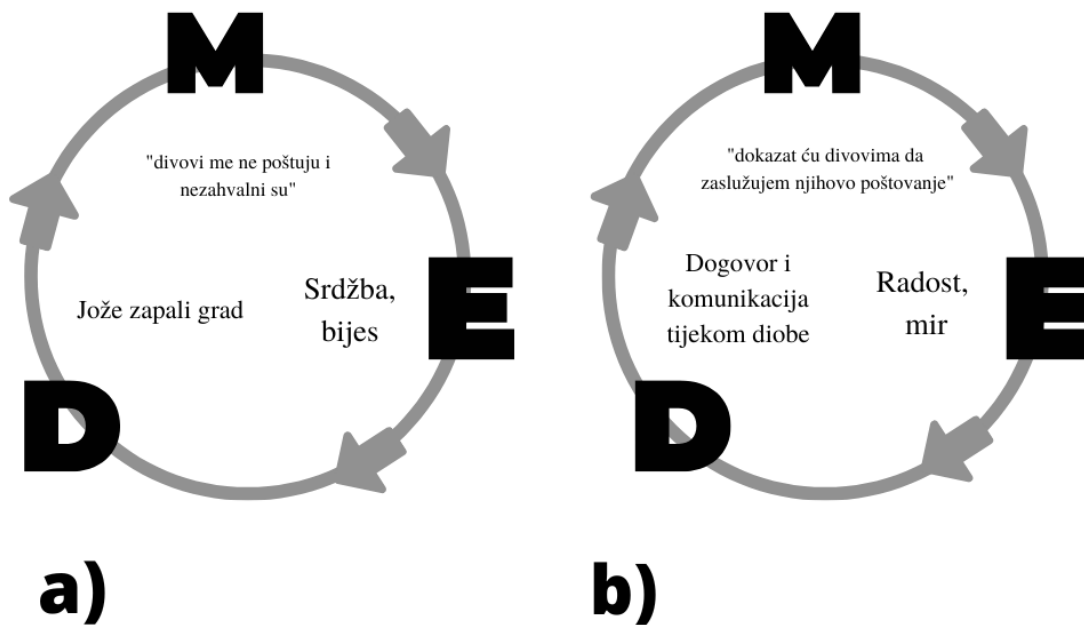 M
"divovi me ne poštuju i
nezahvalni su"
E
Srdžba,
bijes
D
Jože zapali grad
a)
M
"dokazat ću divovima da
zaslužujem njihovo poštovanje"
E
Radost,
mir
D
Dogovor i
komunikacija
tijekom diobe
b)